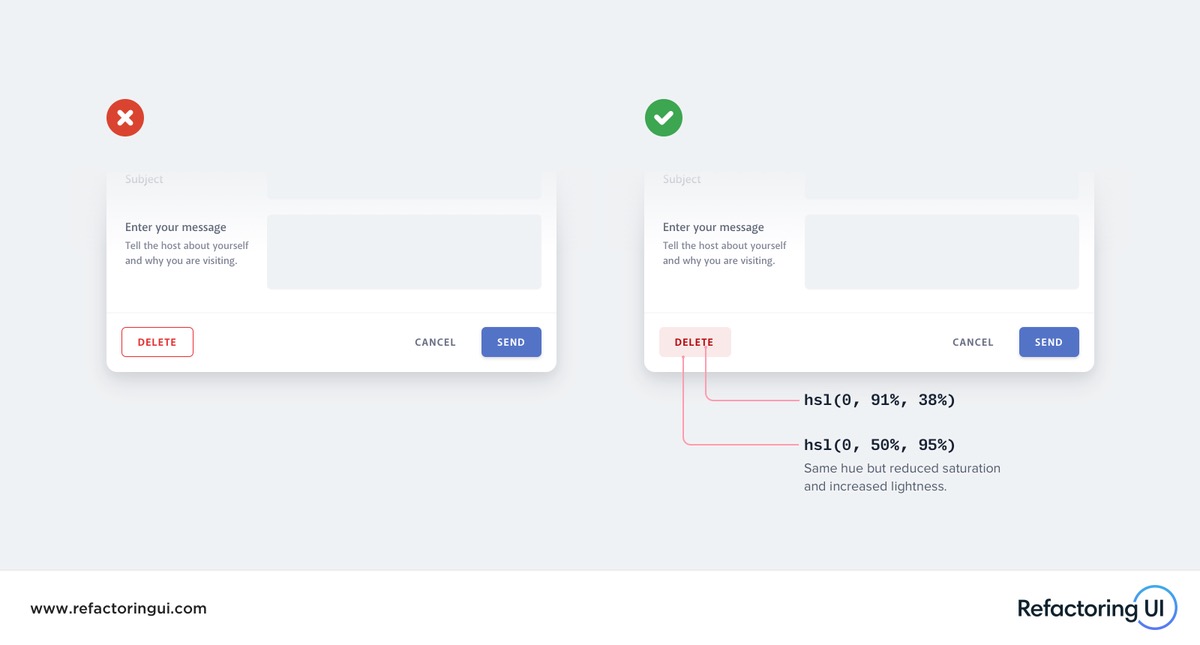 Subject
Enter your message
Tell the host about yourself
and why you are visiting.
DELETE
CANCEL
SEND
Subject
Enter your message
Tell the host about yourself
and why you are visiting.
DELETE
CANCEL
SEND
hsl(0, 91%, 38%)
hsl(0, 50%, 95%)
Same hue but reduced saturation
and increased lightness.
www.refactoringui.com
Refactoring UI